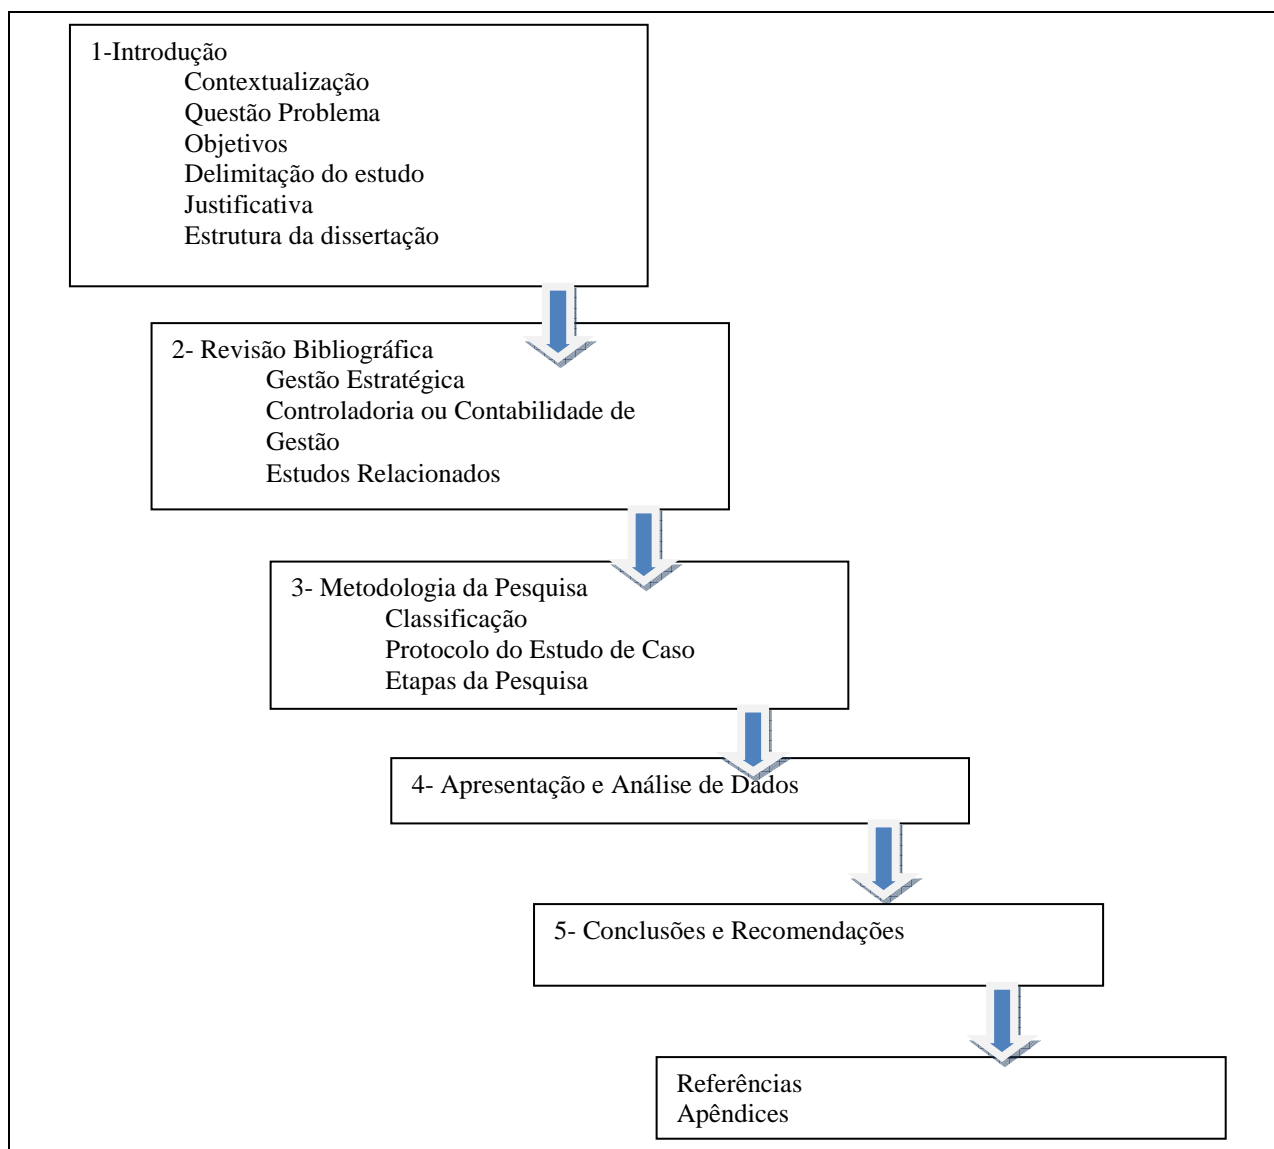 1-Introdução
Contextualização
Questão Problema
Objetivos
Delimitação do estudo
Justificativa
Estrutura da dissertação
2- Revisão Bibliográfica
Gestão Estratégica
Controladoria ou Contabilidade de
Gestão
Estudos Relacionados
3- Metodologia da Pesquisa
Classificação
Protocolo do Estudo de Caso
Etapas da Pesquisa
4- Apresentação e Análise de Dados
5- Conclusões e Recomendações
Referências
Apêndices